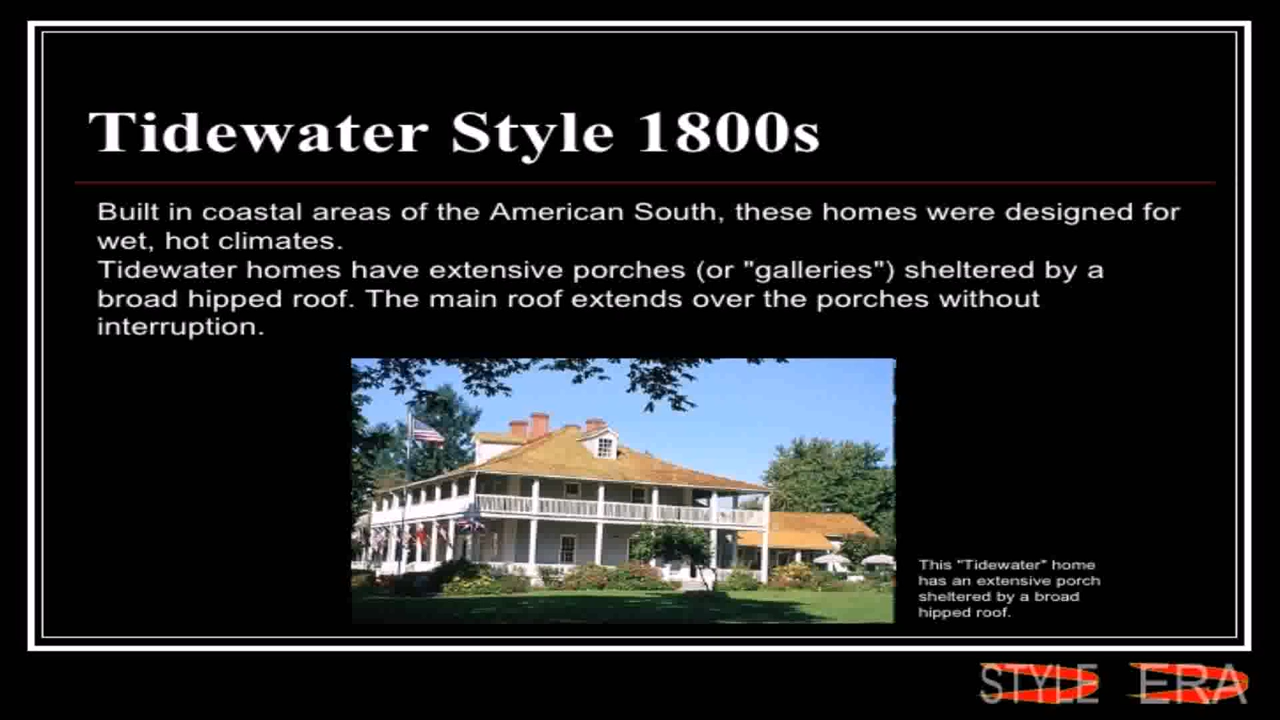 Tidewater Style 1800s
Built in coastal areas of the American South, these homes were designed for
wet, hot climates.
Tidewater homes have extensive porches (or "galleries") sheltered by a
broad hipped roof. The main roof extends over the porches without
interruption.
This "Tidewater" home
has an extensive porch
sheltered by a broad
hipped roof.
STYLE ERA